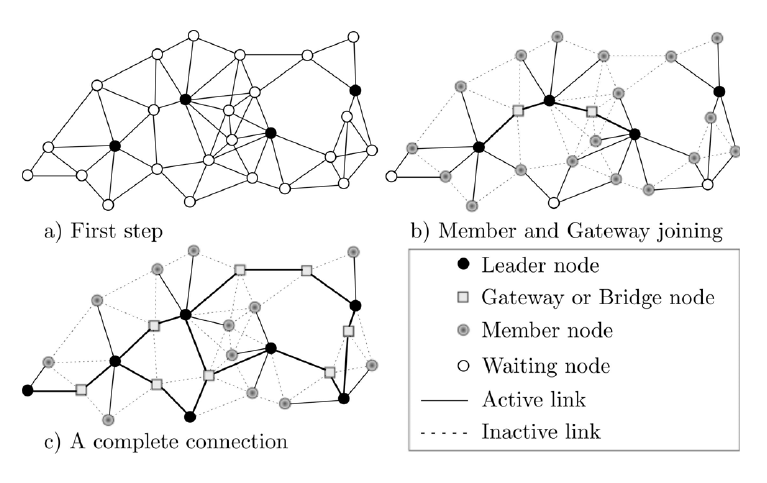 a) First step
b) Member and Gateway joining
Leader node
Gateway or Bridge node
Member node
Waiting node
Active link
Inactive link
c) A complete connection